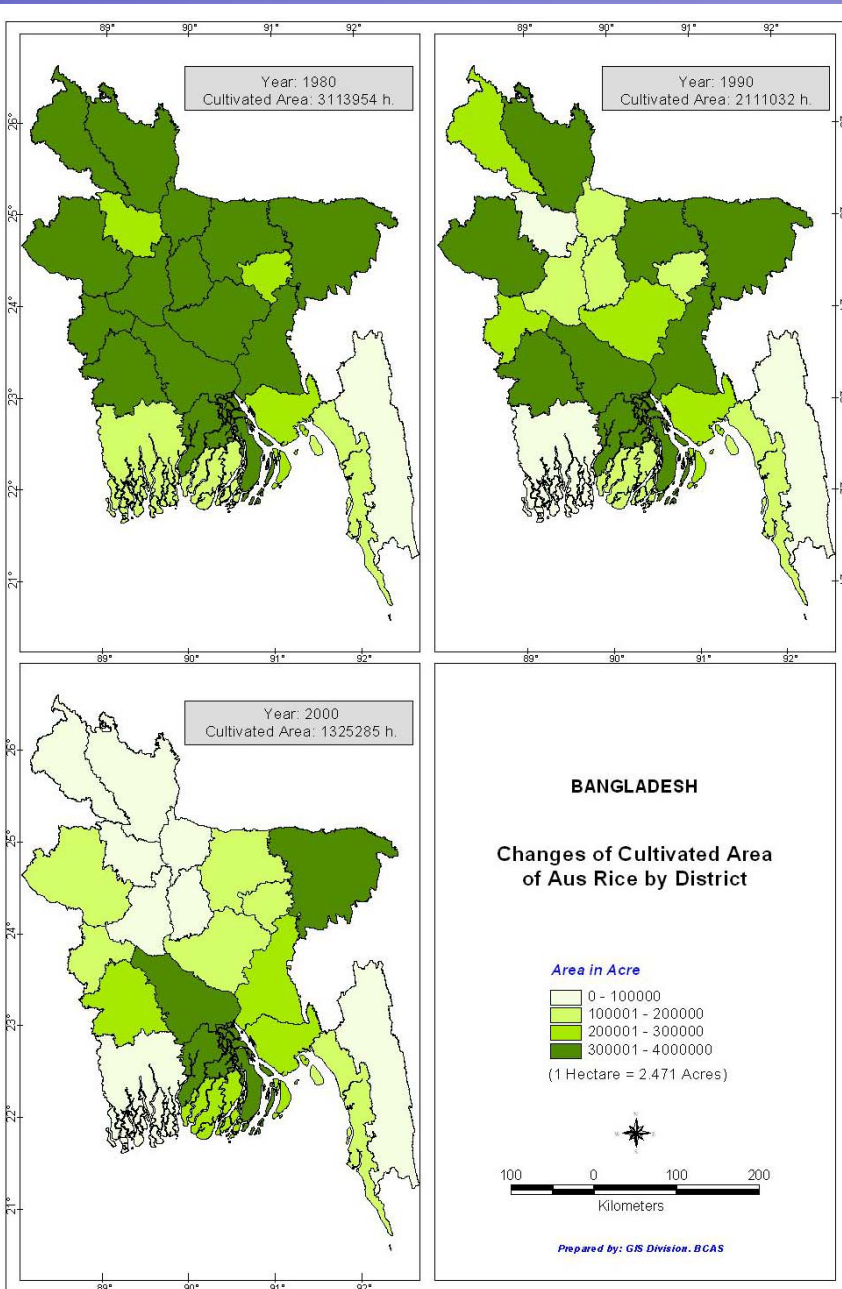 89° 90° 91° 92°
89° 90° 91° 92°
Year: 1980
Cultivated Area: 3113954 h.
Year: 1990
Cultivated Area: 2111032 h.
26°
25°
24°
23°
22°
21°
89° 90° 91° 92°
89° 90° 91° 92°
Year: 2000
Cultivated Area: 1325285 h.
26°
25°
24°
23°
22°
21°
89° 90° 91° 92°
BANGLADESH
Changes of Cultivated Area
of Aus Rice by District
Area in Acre
0 - 100000
100001 - 200000
200001 - 300000
300001 - 4000000
(1 Hectare = 2.471 Acres)
100 0 100 200
Kilometers
Prepared by: GIS Division. BCAS